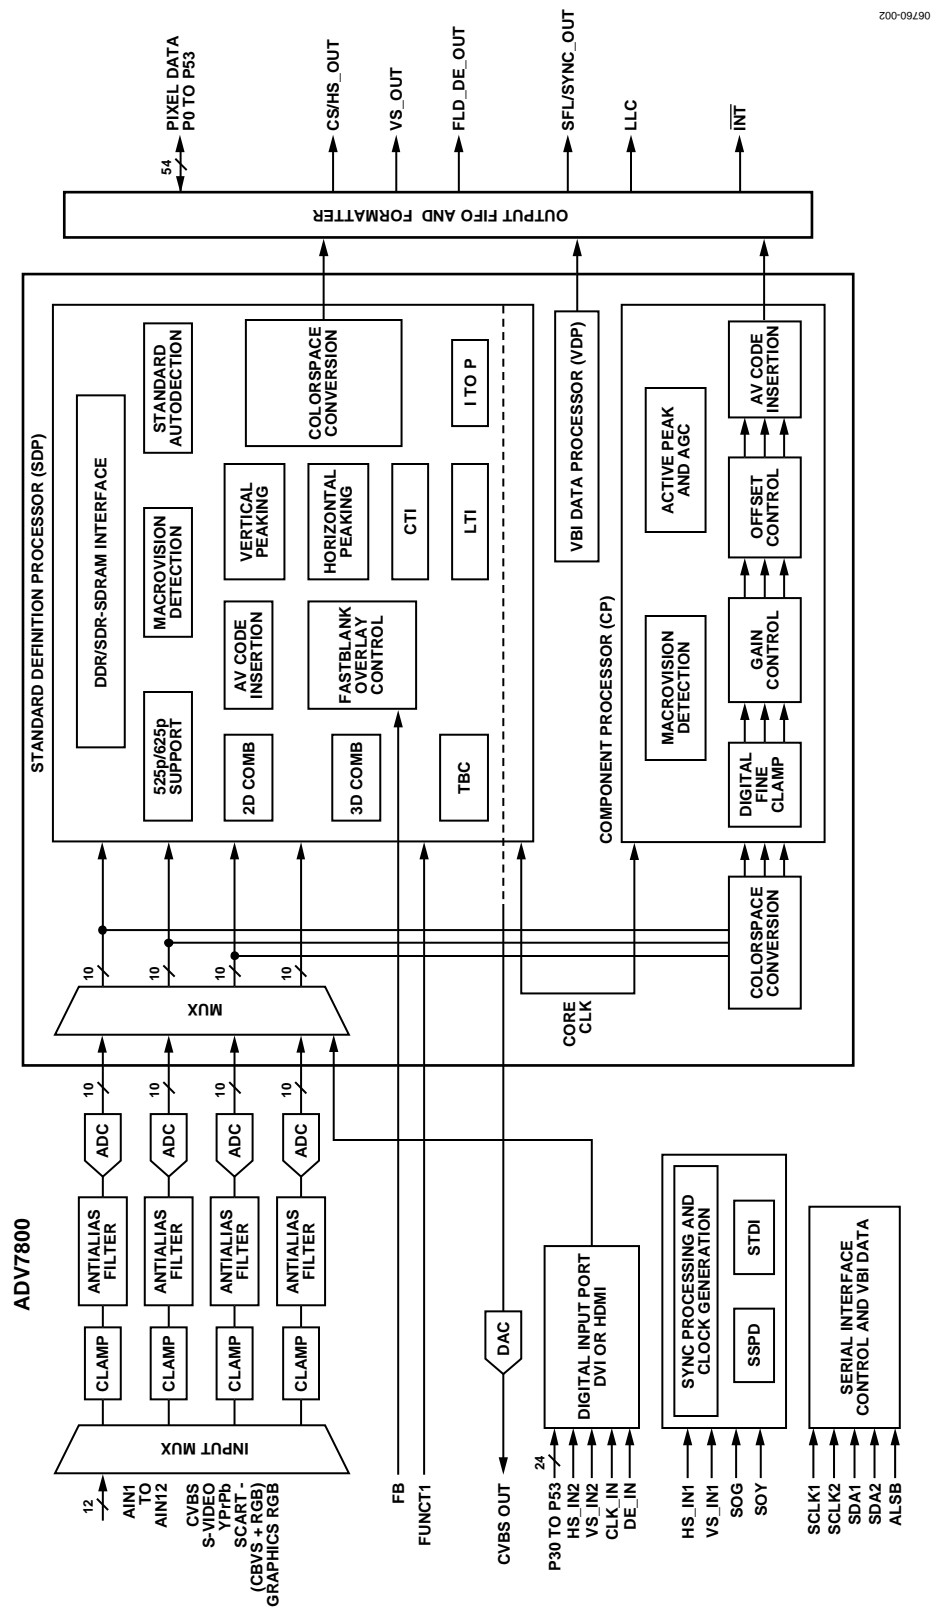 ADV7800
12
AIN1
TO
AIN12
CVBS
S-VIDEO
YPrPb
SCART -
(CBVS + RGB)
GRAPHICS RGB
INPUT MUX
CLAMP
ANTIALIAS
FILTER
ADC
10
CLAMP
ANTIALIAS
FILTER
ADC
10
CLAMP
ANTIALIAS
FILTER
ADC
10
CLAMP
ANTIALIAS
FILTER
ADC
10
MUX
10
10
10
10
FB
FUNCT1
CVBS OUT
DAC
24
P30 TO P53
HS_IN2
VS_IN2
CLK_IN
DE_IN
DIGITAL INPUT PORT
DVI OR HDMI
HS_IN1
VS_IN1
SOG
SOY
SYNC PROCESSING AND
CLOCK GENERATION
SSPD
STDI
SCLK1
SCLK2
SDA1
SDA2
ALSB
SERIAL INTERFACE
CONTROL AND VBI DATA
CORE
CLK
COLORSPACE
CONVERSION
STANDARD DEFINITION PROCESSOR (SDP)
DDR/SDR-SDRAM INTERFACE
525p/625p
SUPPORT
MACROVISION
DETECTION
STANDARD
AUTODECTION
2D COMB
AV CODE
INSERTION
VERTICAL
PEAKING
COLORSPACE
CONVERSION
3D COMB
FASTBLANK
OVERLAY
CONTROL
HORIZONTAL
PEAKING
CTI
TBC
LTI
I TO P
VBI DATA PROCESSOR (VDP)
COMPONENT PROCESSOR (CP)
MACROVISION
DETECTION
ACTIVE PEAK
AND AGC
DIGITAL
FINE
CLAMP
GAIN
CONTROL
OFFSET
CONTROL
AV CODE
INSERTION
OUTPUT FIFO AND FORMATTER
54
PIXEL DATA
P0 TO P53
CS/HS_OUT
VS_OUT
FLD_DE_OUT
SFL/SYNC_OUT
LLC
INT
06760-002